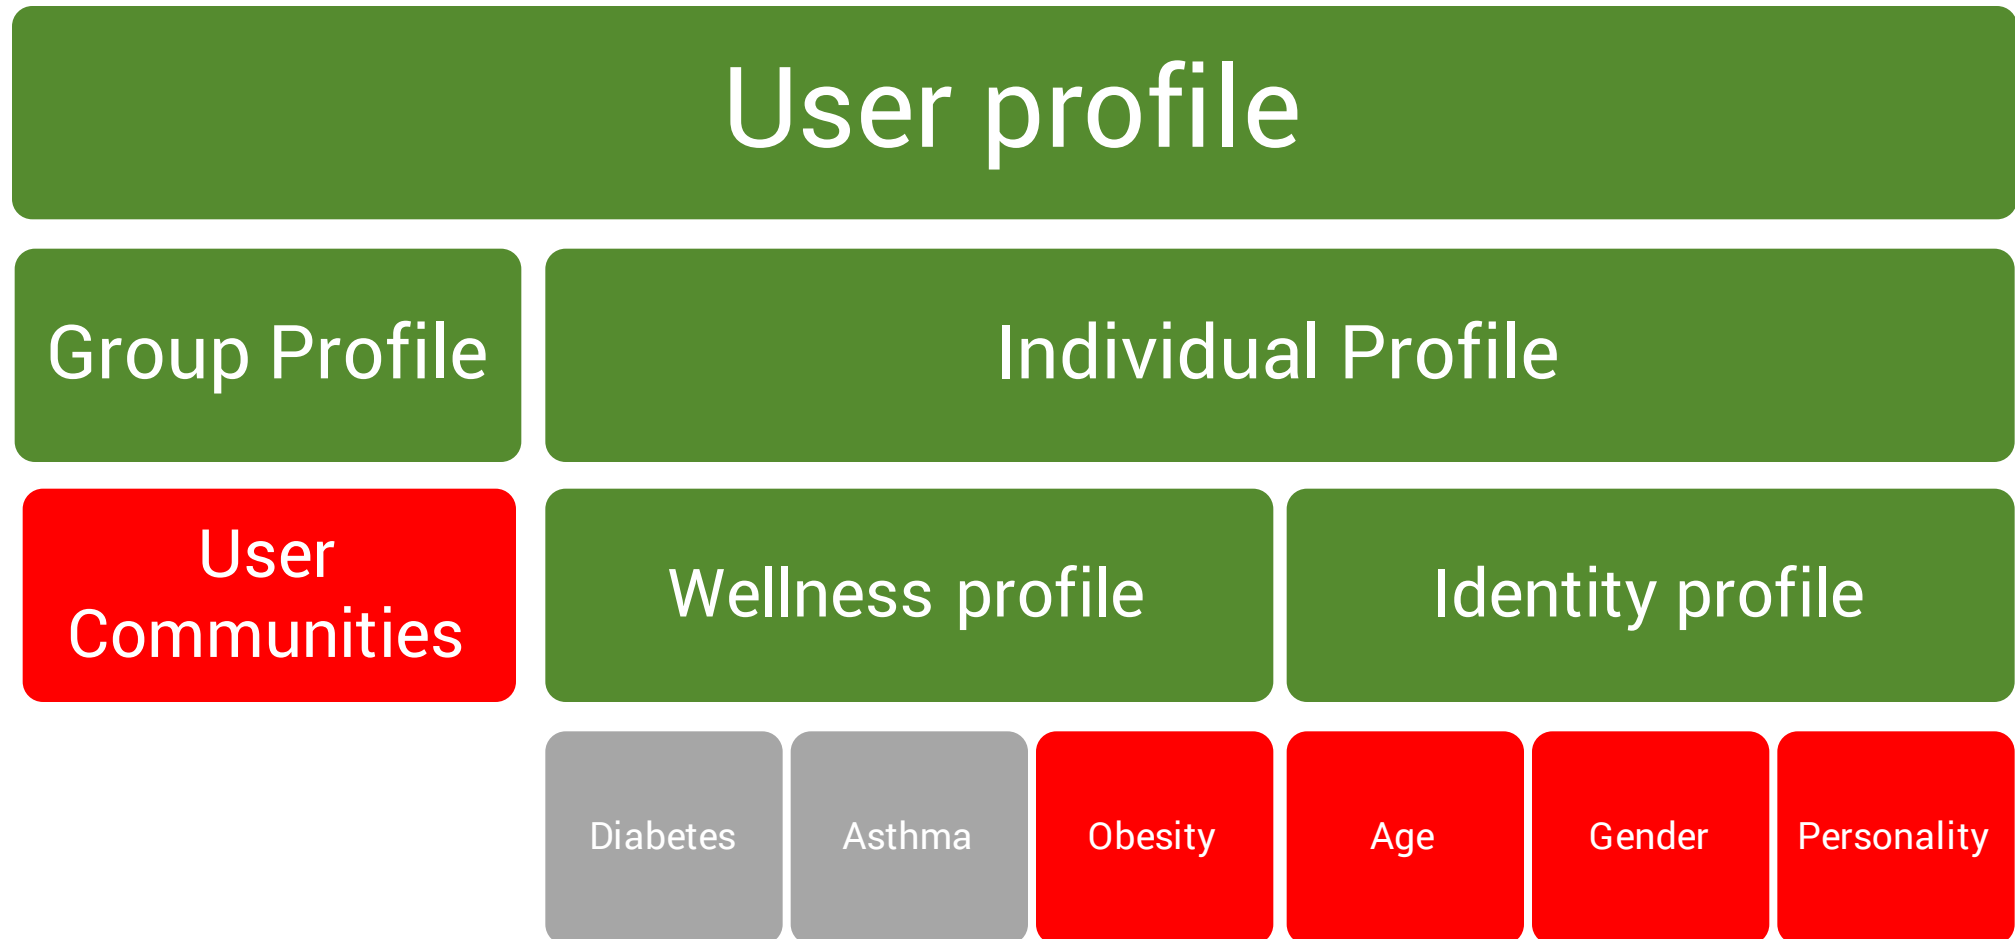 User profile
Group Profile
Individual Profile
User
Communities
Wellness profile
Identity profile
Diabetes
Asthma
Obesity
Age
Gender
Personality